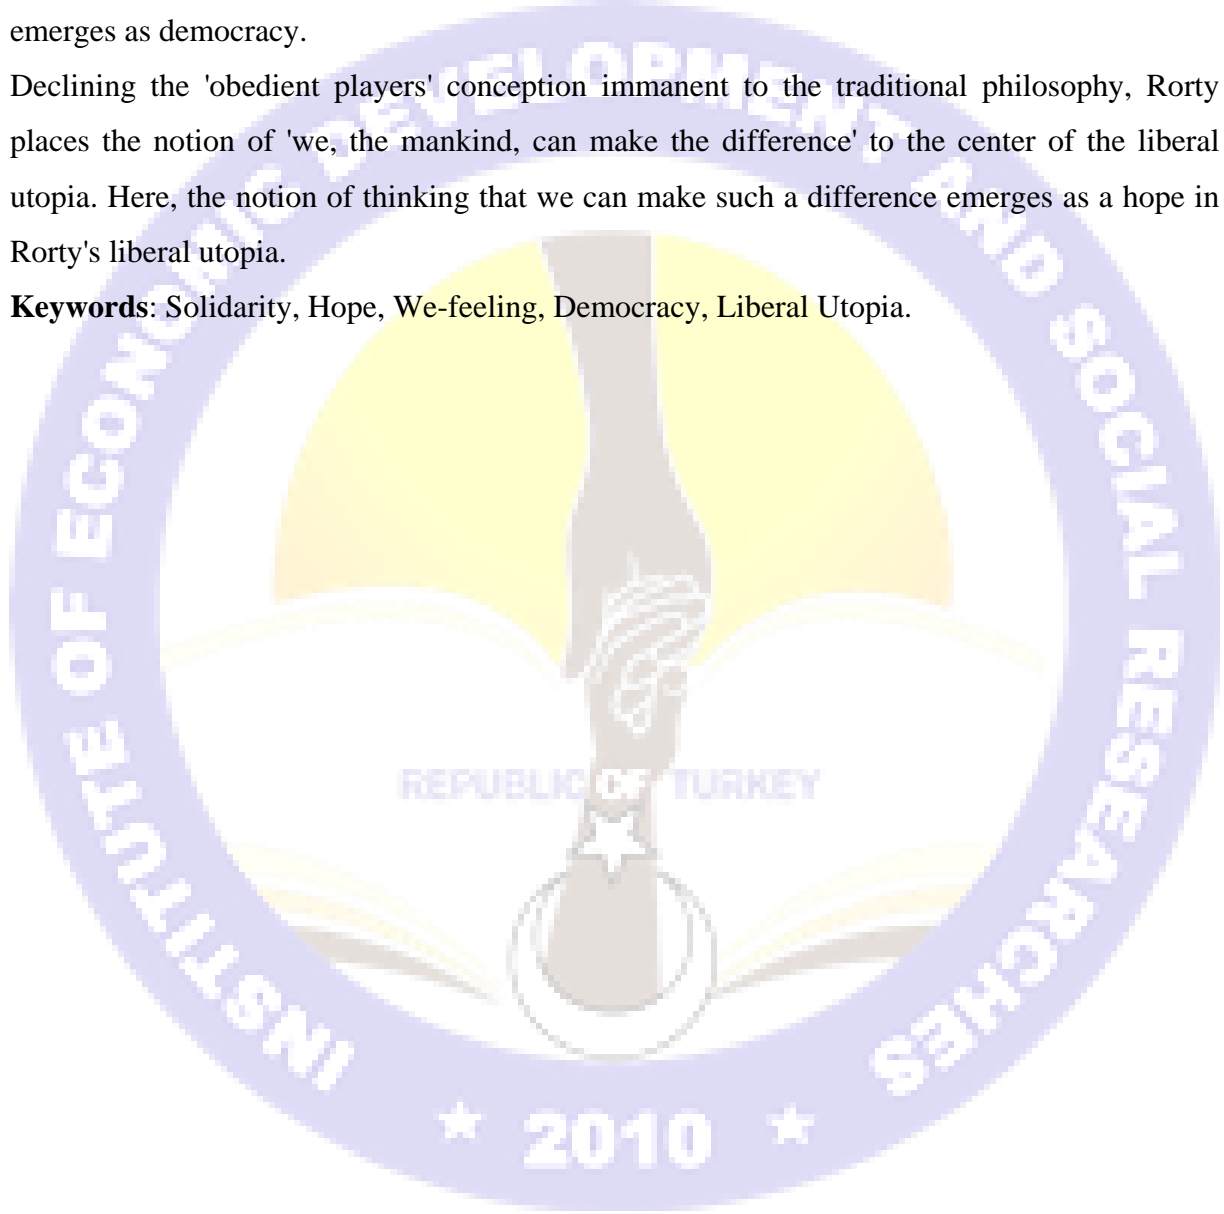 emerges as democracy.
Declining the 'obedient players' conception immanent to the traditional philosophy, Rorty
places the notion of 'we, the mankind, can make the difference' to the center of the liberal
utopia. Here, the notion of thinking that we can make such a difference emerges as a hope in
Rorty's liberal utopia.
Keywords: Solidarity, Hope, We-feeling, Democracy, Liberal Utopia.
INSTITUTE OF ECONOMIC DEVELOPMENT AND SOCIAL RESEARCHES
REPUBLIC OF TURKEY
2010